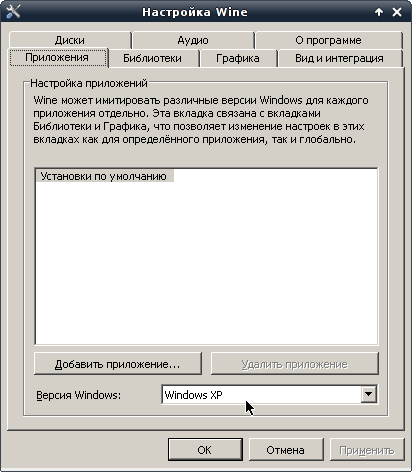 Настройка Wine
Диски Аудио О программе
Приложения Библиотеки Графика Вид и интеграция
Настройка приложений
Wine может имитировать различные версии Windows для каждого
приложения отдельно. Эта вкладка связана с вкладками
Библиотеки и Графика, что позволяет изменение настроек в этих
вкладках как для определённого приложения, так и глобально.
Установки по умолчанию
Добавить приложение... Удалить приложение
Версия Windows: Windows XP
OK Отмена Применить